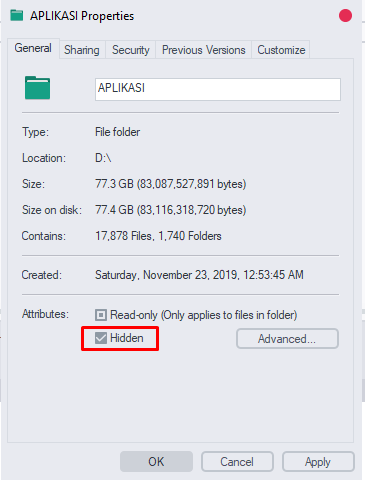 APLIKASI Properties
General Sharing Security Previous Versions Customize
APLIKASI
Type: File folder
Location: D:\
Size: 77.3 GB (83,087,527,891 bytes)
Size on disk: 77.4 GB (83,116,318,720 bytes)
Contains: 17,878 Files, 1,740 Folders
Created: Saturday, November 23, 2019, 12:53:45 AM
Attributes: Read-only (Only applies to files in folder)
Hidden Advanced...
OK Cancel Apply